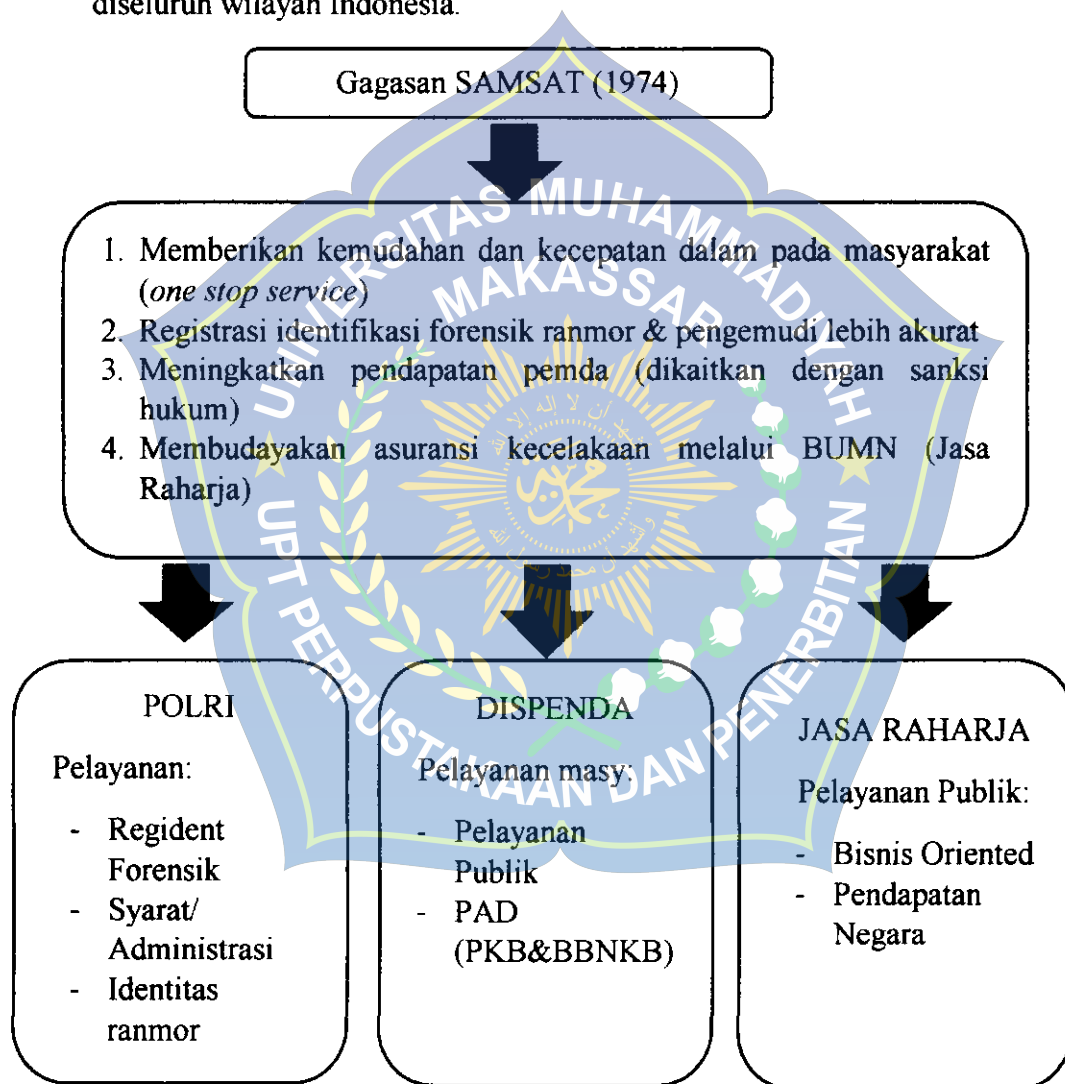 diseluruh wilayah Indonesia.
Gagasan SAMSAT (1974)
1. Memberikan kemudahan dan kecepatan dalam pada masyarakat
(one stop service)
2. Registrasi identifikasi forensik ranmor & pengemudi lebih akurat
3. Meningkatkan pendapatan pemda (dikaitkan dengan sanksi
hukum)
4. Membudayakan asuransi kecelakaan melalui BUMN (Jasa
Raharja)
POLRI
Pelayanan:
- Regident
Forensik
- Syarat/
Administrasi
- Identitas
ranmor
DISPENDA
Pelayanan masy:
- Pelayanan
Publik
- PAD
(PKB&BBNKB)
JASA RAHARJA
Pelayanan Publik:
- Bisnis Oriented
- Pendapatan
Negara
UNIVERSITAS MUHAMMADIYAH
MAKASSAR
UPT PERPUSTAKAAN DAN PENERBITAN